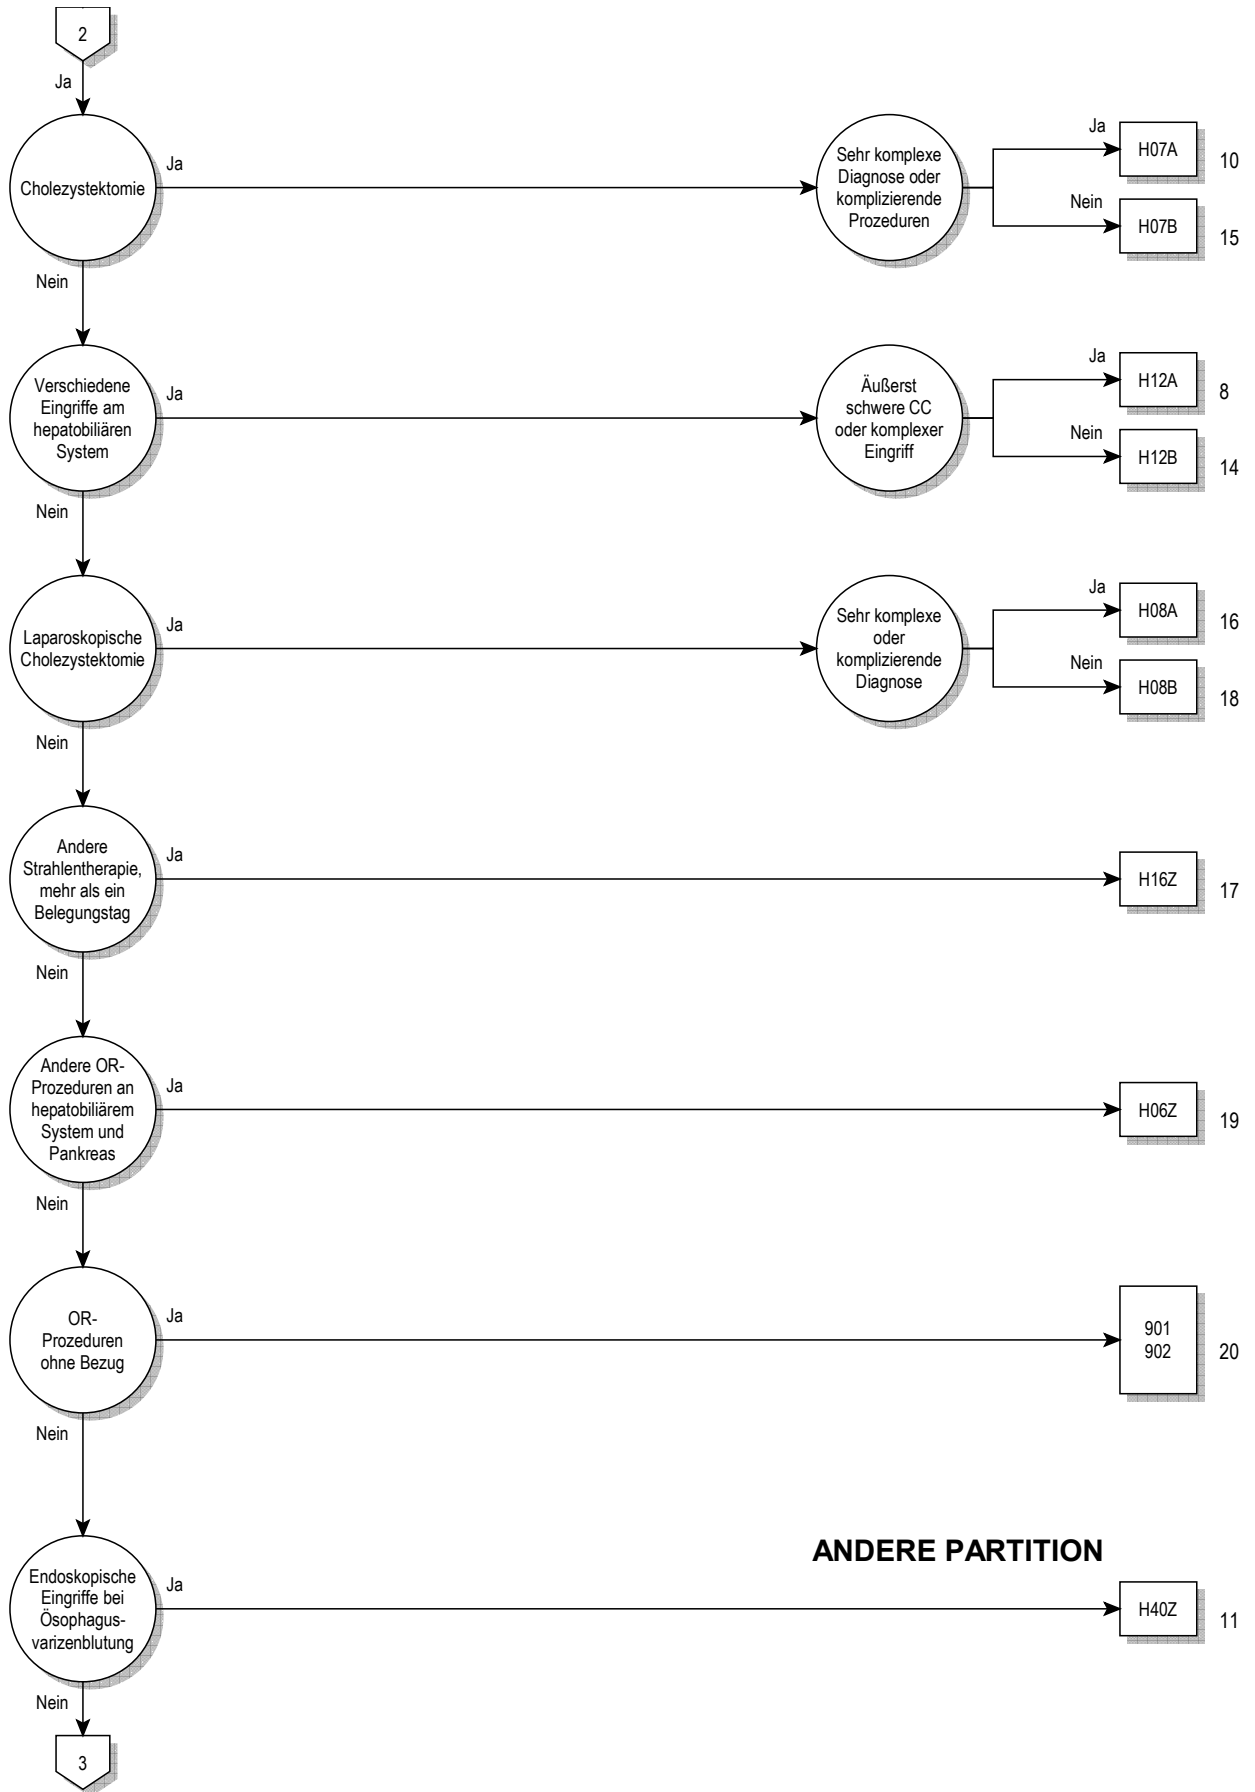 2
Ja
Cholezystektomie
Ja
Sehr komplexe
Diagnose oder
komplizierende
Prozeduren
Ja
H07A
10
Nein
H07B
15
Nein
Verschiedene
Eingriffe am
hepatobiliären
System
Ja
Äußerst
schwere CC
oder komplexer
Eingriff
Ja
H12A
8
Nein
H12B
14
Nein
Laparoskopische
Cholezystektomie
Ja
Sehr komplexe
oder
komplizierende
Diagnose
Ja
H08A
16
Nein
H08B
18
Nein
Andere
Strahlentherapie,
mehr als ein
Belegungstag
Ja
H16Z
17
Nein
Andere OR-
Prozeduren an
hepatobiliärem
System und
Pankreas
Ja
H06Z
19
Nein
OR-
Prozeduren
ohne Bezug
Ja
901
902
20
Nein
ANDERE PARTITION
Endoskopische
Eingriffe bei
Ösophagus-
varizenblutung
Ja
H40Z
11
Nein
3